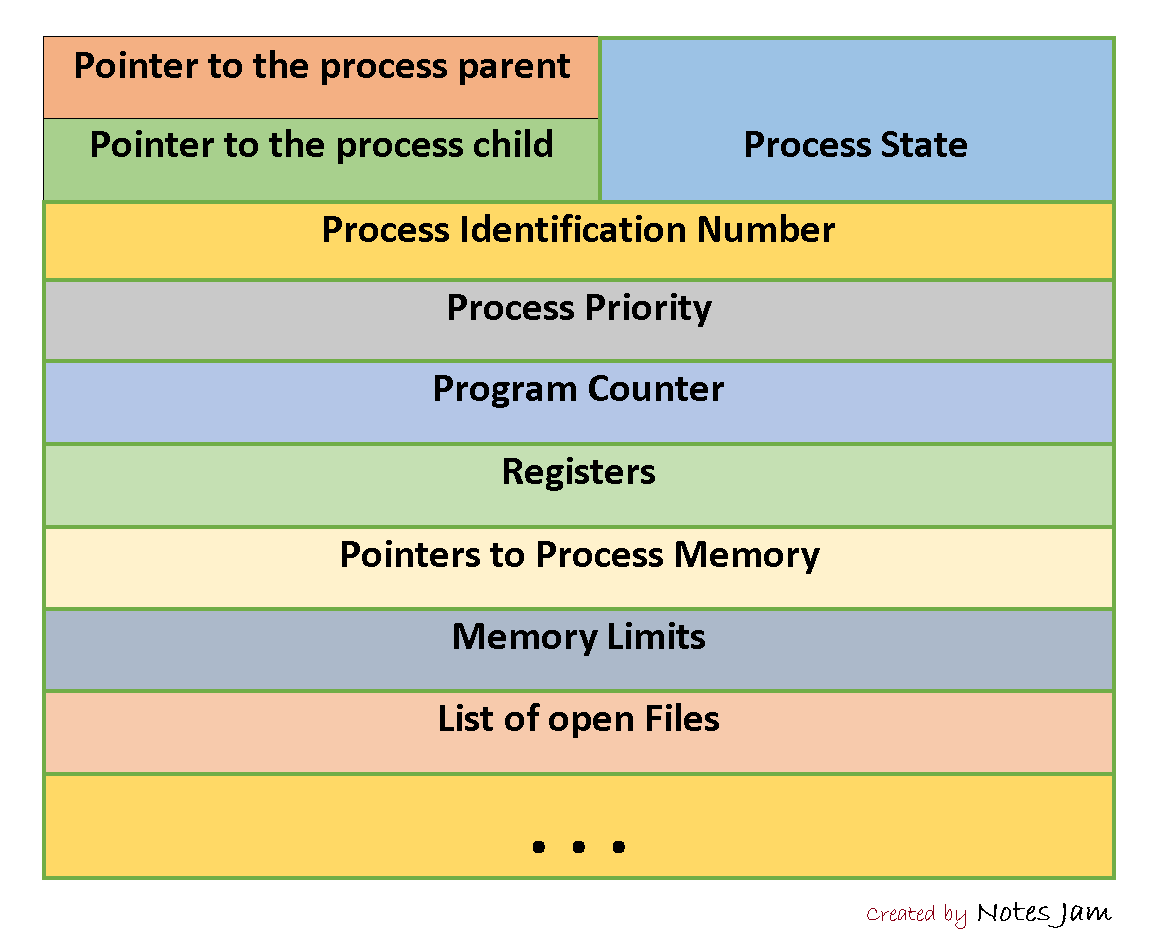 Pointer to the process parent
Pointer to the process child
Process State
Process Identification Number
Process Priority
Program Counter
Registers
Pointers to Process Memory
Memory Limits
List of open Files
. . .
Created by Notes Jam